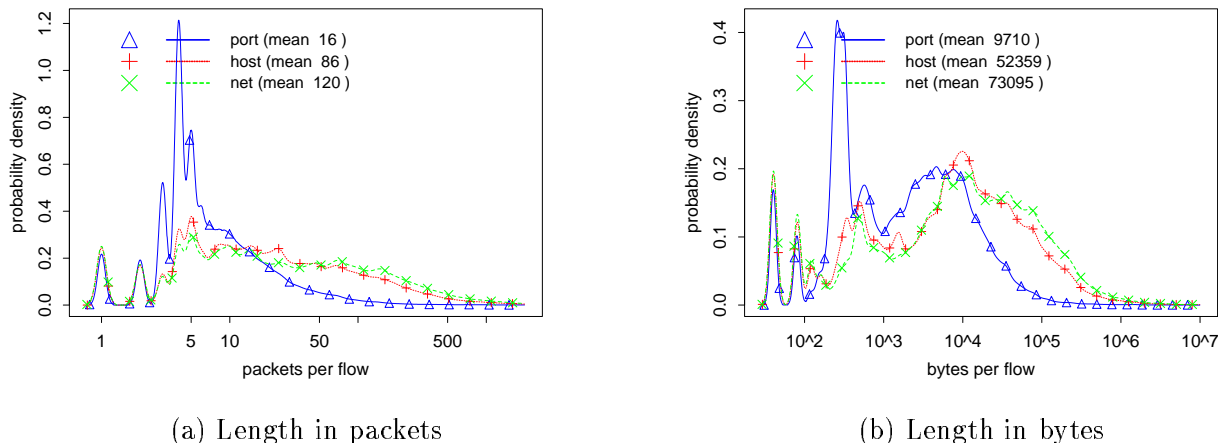 port (mean 16 )
host (mean 86 )
net (mean 120 )
probability density
0.0 0.2 0.4 0.6 0.8 1.0 1.2
1 5 10 50 500
packets per flow
(a) Length in packets
port (mean 9710 )
host (mean 52359 )
net (mean 73095 )
probability density
0.0 0.1 0.2 0.3 0.4
10^2 10^3 10^4 10^5 10^6 10^7
bytes per flow
(b) Length in bytes